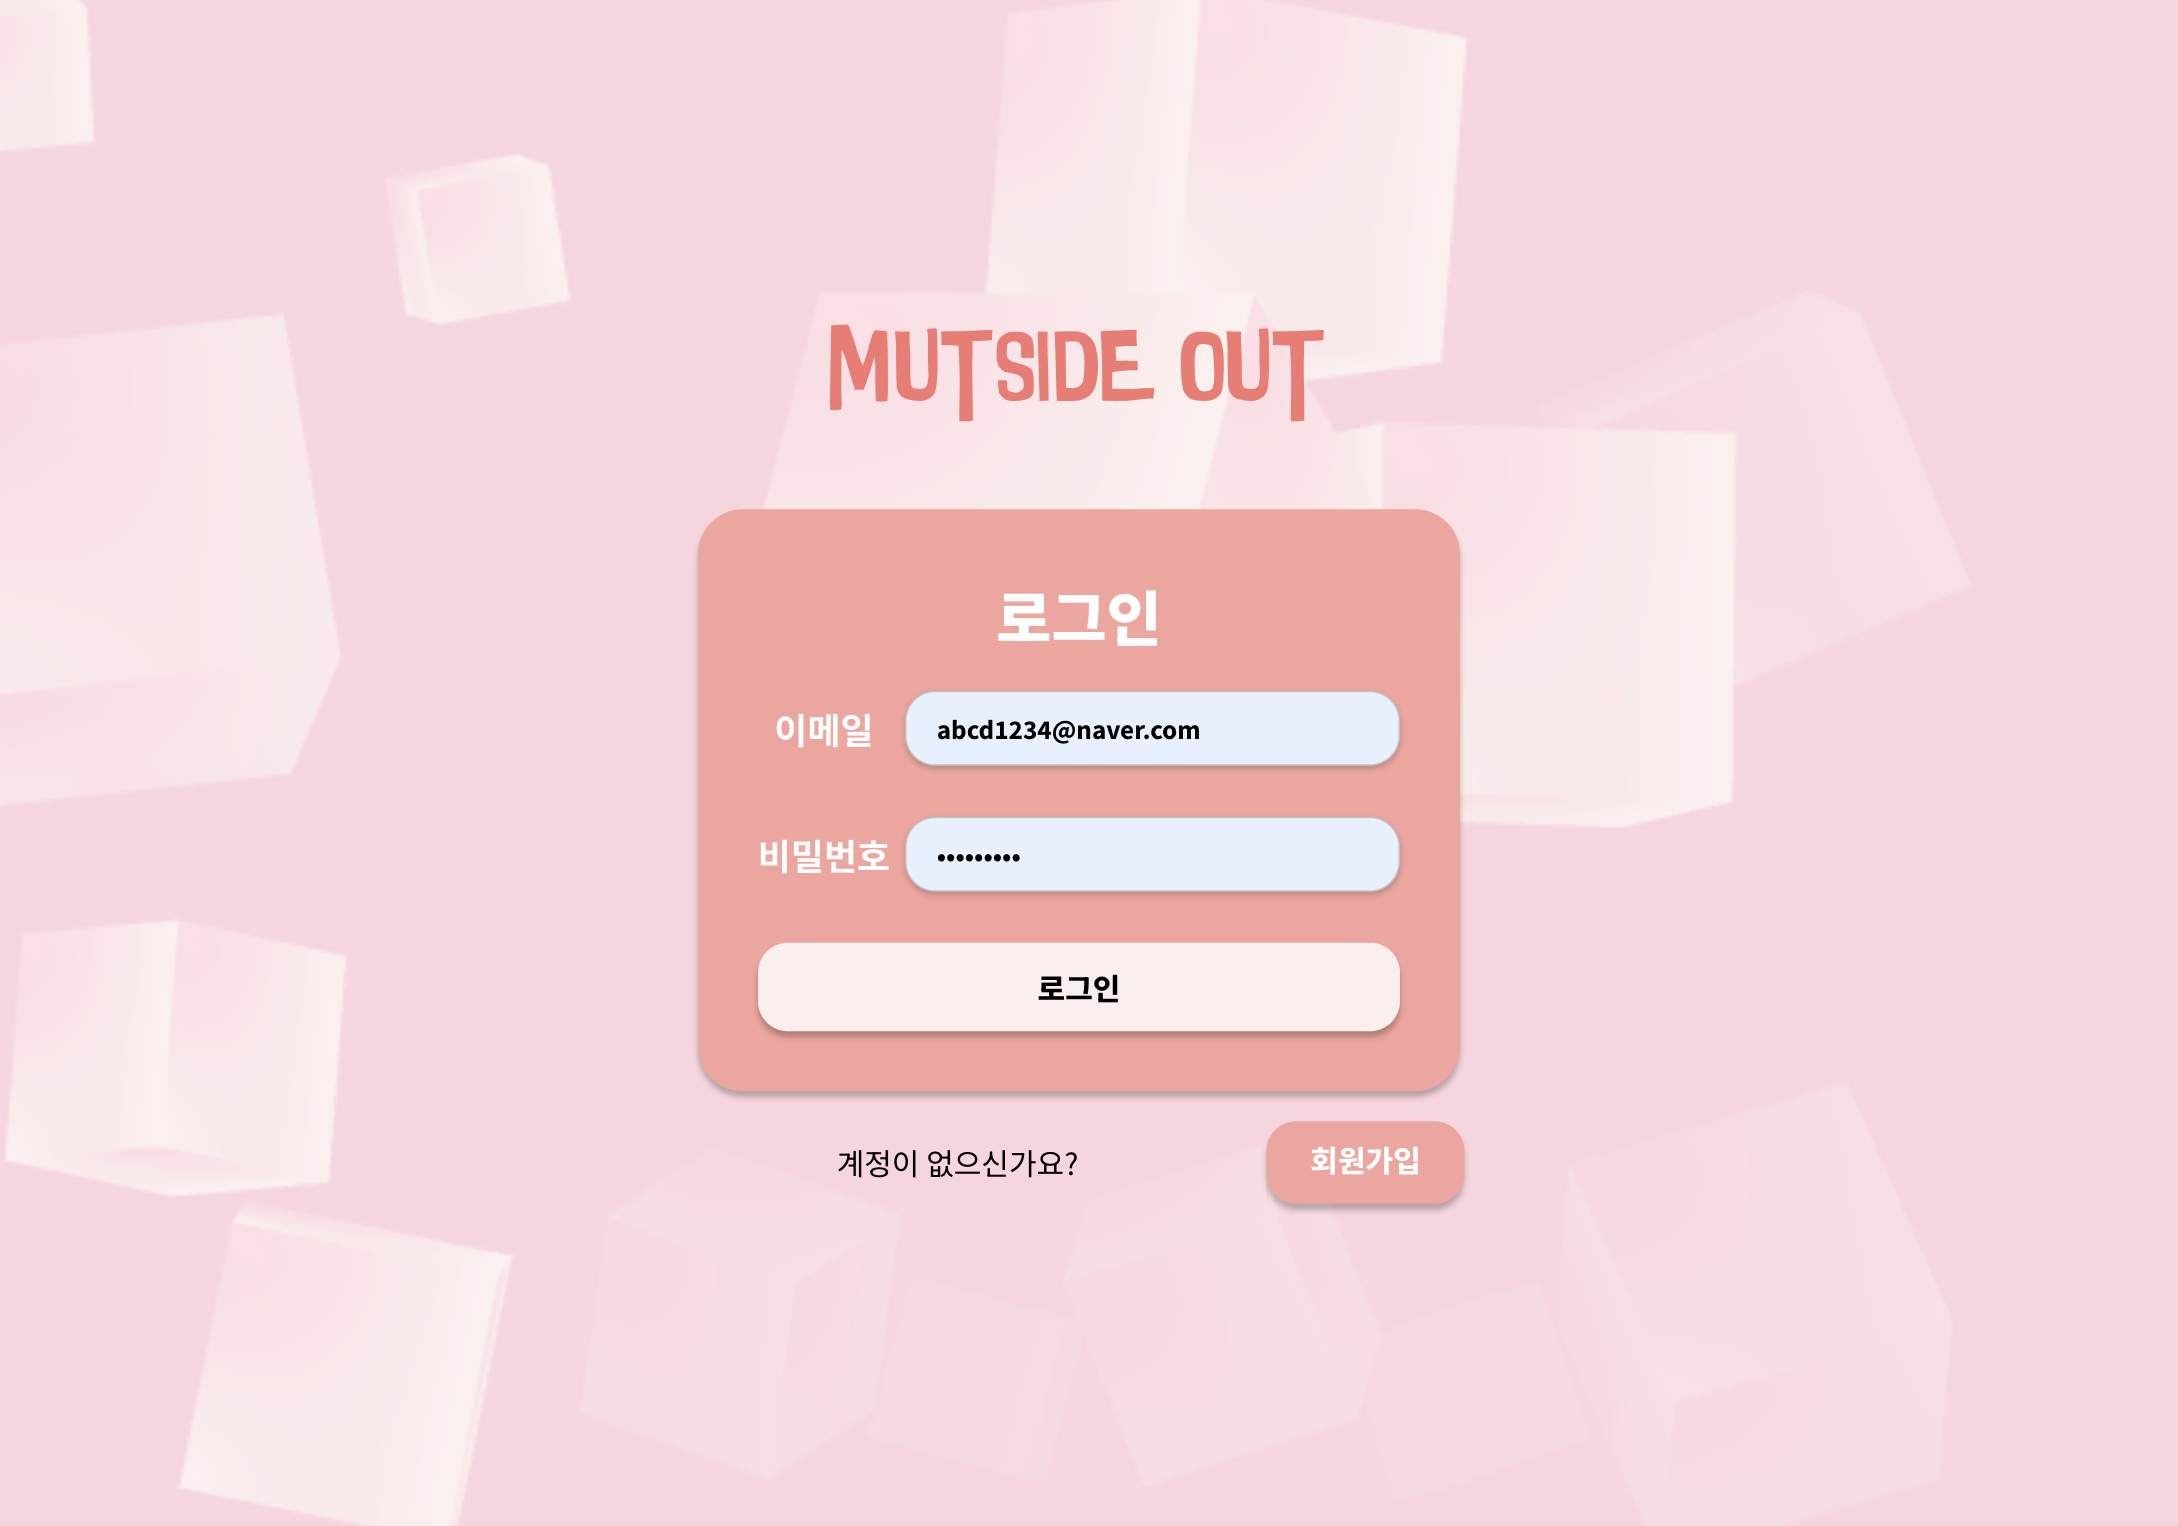 MUTSIDE OUT
로그인
이메일 abcd1234@naver.com
비밀번호 •••••••••
로그인
계정이 없으신가요? 회원가입